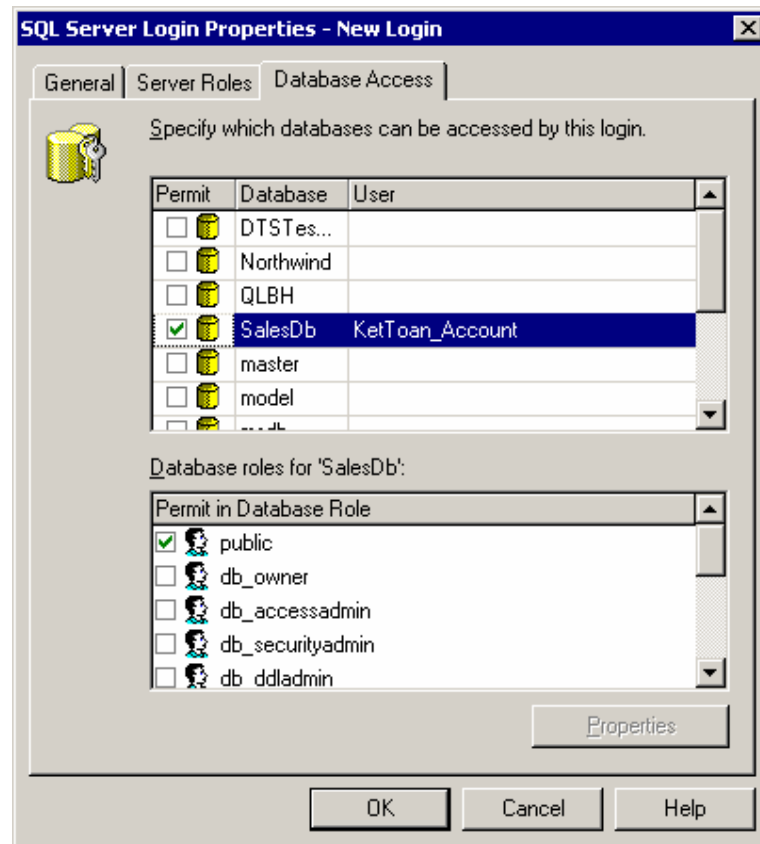 SQL Server Login Properties - New Login
General Server Roles Database Access
Specify which databases can be accessed by this login.
Permit Database User
DTSTes...
Northwind
QLBH
SalesDb KetToan_Account
master
model
Database roles for 'SalesDb':
Permit in Database Role
public
db_owner
db_accessadmin
db_securityadmin
db_ddladmin
Properties
OK Cancel Help